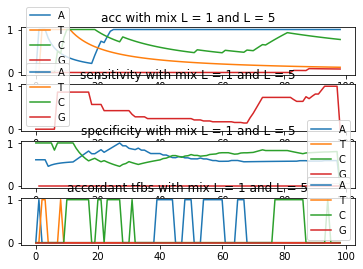 acc with mix L = 1 and L = 5
A
T
C
G
1
0
0
20
40
60
80
100
sensitivity with mix L = 1 and L = 5
A
T
C
G
1
0
specificity with mix L = 1 and L = 5
A
T
C
G
1
0
accordant tfbs with mix L = 1 and L = 5
A
T
C
G
1
0
0
20
40
60
80
100